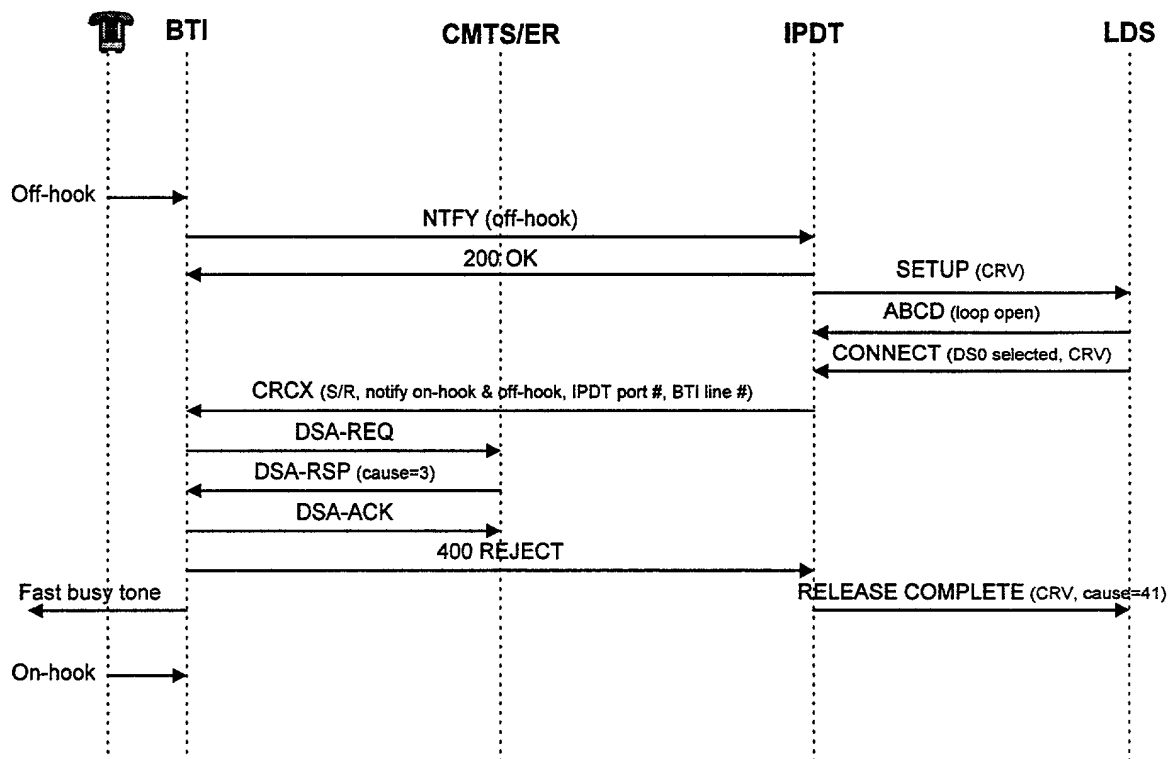 BTI CMTS/ER IPDT LDS
Off-hook
NTFY (off-hook)
200 OK
SETUP (CRV)
ABCD (loop open)
CONNECT (DS0 selected, CRV)
CRCX (S/R, notify on-hook & off-hook, IPDT port #, BTI line #)
DSA-REQ
DSA-RSP (cause=3)
DSA-ACK
400 REJECT
Fast busy tone RELEASE COMPLETE (CRV, cause=41)
On-hook